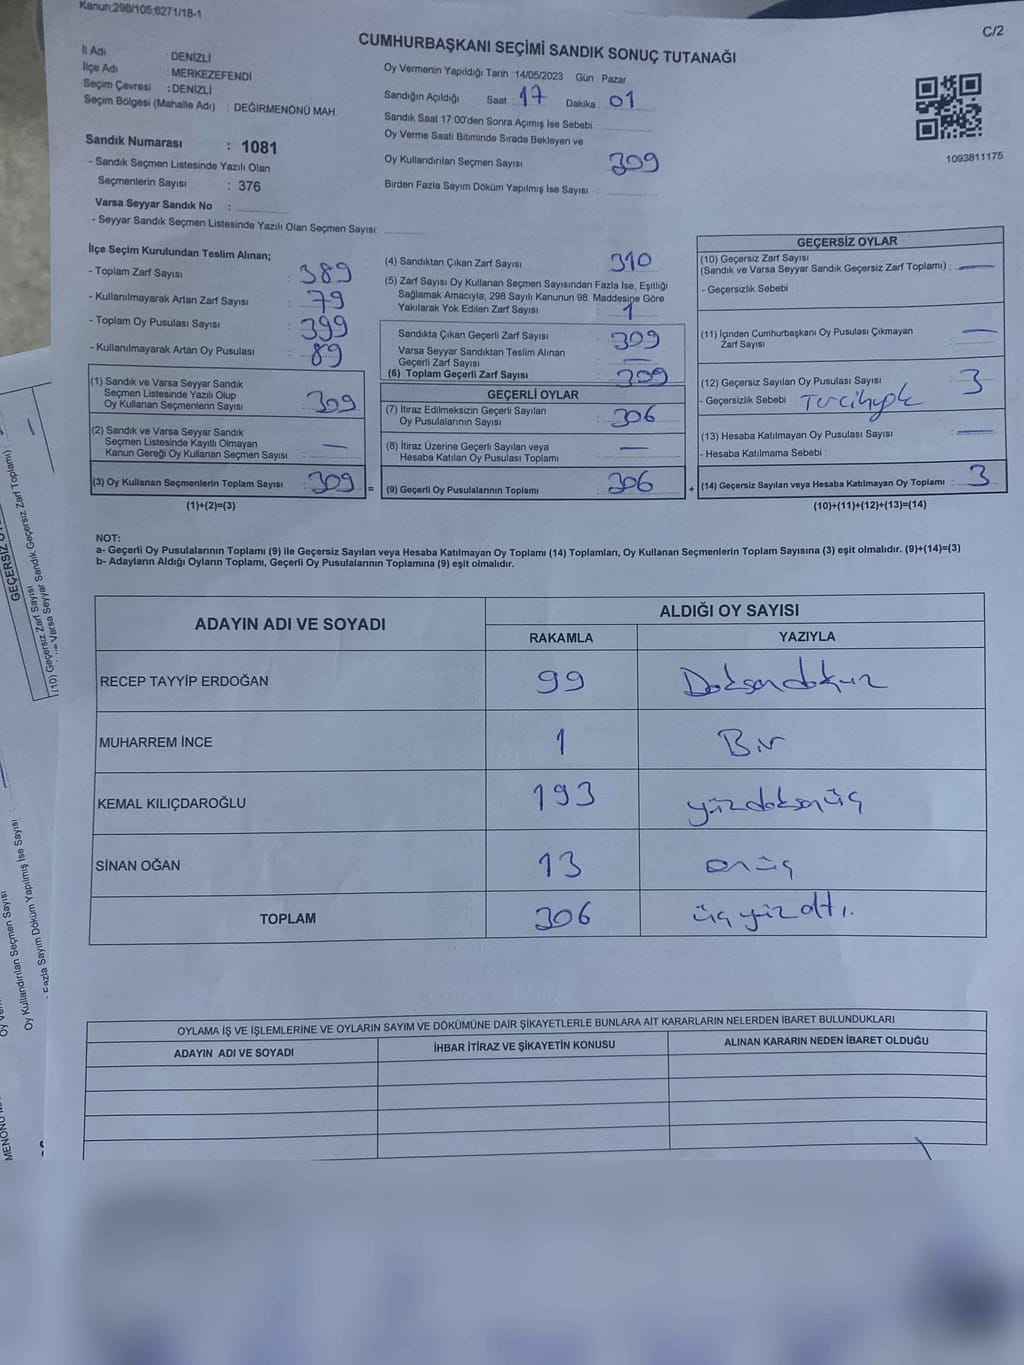 Kanun;298/105;6271/18-1
C/2
CUMHURBAŞKANI SEÇİMİ SANDIK SONUÇ TUTANAĞI
İl Adı : DENİZLİ
İlçe Adı : MERKEZEFENDİ
Seçim Çevresi : DENİZLİ
Seçim Bölgesi (Mahalle Adı) : DEĞİRMENÖNÜ MAH.
Sandık Numarası : 1081
- Sandık Seçmen Listesinde Yazılı Olan
Seçmenlerin Sayısı : 376
Varsa Seyyar Sandık No :
- Seyyar Sandık Seçmen Listesinde Yazılı Olan Seçmen Sayısı:
Oy Vermenin Yapıldığı Tarih : 14/05/2023 Gün : Pazar
Sandığın Açıldığı Saat : 17 Dakika : 01
Sandık Saat 17:00'den Sonra Açımış İse Sebebi
Oy Verme Saati Bitiminde Sırada Bekleyen ve
Oy Kullandırılan Seçmen Sayısı 309
Birden Fazla Sayım Döküm Yapılmış İse Sayısı :
1093811175
İlçe Seçim Kurulundan Teslim Alınan;
- Toplam Zarf Sayısı : 389
- Kullanılmayarak Artan Zarf Sayısı : 79
- Toplam Oy Pusulası Sayısı : 399
- Kullanılmayarak Artan Oy Pusulası : 89
(1) Sandık ve Varsa Seyyar Sandık
Seçmen Listesinde Yazılı Olup
Oy Kullanan Seçmenlerin Sayısı : 309
(2) Sandık ve Varsa Seyyar Sandık
Seçmen Listesinde Kayıtlı Olmayan
Kanun Gereği Oy Kullanan Seçmen Sayısı : —
(3) Oy Kullanan Seçmenlerin Toplam Sayısı : 309
(1)+(2)=(3)
=
(4) Sandıktan Çıkan Zarf Sayısı : 310
(5) Zarf Sayısı Oy Kullanan Seçmen Sayısından Fazla İse, Eşitliği
Sağlamak Amacıyla; 298 Sayılı Kanunun 98. Maddesine Göre
Yakılarak Yok Edilen Zarf Sayısı : 1
Sandıkta Çıkan Geçerli Zarf Sayısı : 309
Varsa Seyyar Sandıktan Teslim Alınan
Geçerli Zarf Sayısı : —
(6) Toplam Geçerli Zarf Sayısı : 309
GEÇERLİ OYLAR
(7) İtiraz Edilmeksizin Geçerli Sayılan
Oy Pusulalarının Sayısı : 306
(8) İtiraz Üzerine Geçerli Sayılan veya
Hesaba Katılan Oy Pusulası Toplamı : —
(9) Geçerli Oy Pusulalarının Toplamı : 306
+
GEÇERSİZ OYLAR
(10) Geçersiz Zarf Sayısı
(Sandık ve Varsa Seyyar Sandık Geçersiz Zarf Toplamı) : —
- Geçersizlik Sebebi :
(11) İçinden Cumhurbaşkanı Oy Pusulası Çıkmayan
Zarf Sayısı : —
(12) Geçersiz Sayılan Oy Pusulası Sayısı : 3
- Geçersizlik Sebebi :
(13) Hesaba Katılmayan Oy Pusulası Sayısı : —
- Hesaba Katılmama Sebebi :
(14) Geçersiz Sayılan veya Hesaba Katılmayan Oy Toplamı : 3
(10)+(11)+(12)+(13)=(14)
NOT:
a- Geçerli Oy Pusulalarının Toplamı (9) ile Geçersiz Sayılan veya Hesaba Katılmayan Oy Toplamı (14) Toplamları, Oy Kullanan Seçmenlerin Toplam Sayısına (3) eşit olmalıdır. (9)+(14)=(3)
b- Adayların Aldığı Oyların Toplamı, Geçerli Oy Pusulalarının Toplamına (9) eşit olmalıdır.
ADAYIN ADI VE SOYADI ALDIĞI OY SAYISI
RAKAMLA YAZIYLA
RECEP TAYYİP ERDOĞAN 99 Doksandokuz
MUHARREM İNCE 1 Bir
KEMAL KILIÇDAROĞLU 193 yüzdoksanüç
SİNAN OĞAN 13 onüç
TOPLAM 306 üçyüzaltı.
OYLAMA İŞ VE İŞLEMLERİNE VE OYLARIN SAYIM VE DÖKÜMÜNE DAİR ŞİKAYETLERLE BUNLARA AİT KARARLARIN NELERDEN İBARET BULUNDUKLARI
ADAYIN ADI VE SOYADI İHBAR İTİRAZ VE ŞİKAYETİN KONUSU ALINAN KARARIN NEDEN İBARET OLDUĞU
GEÇERSİZ
(10) Geçersiz Zarf Sayısı
Varsa Seyyar Sandık Geçersiz Zarf Toplamı) :
Oy Kullandırılan Seçmen Sayısı
Fazla Sayım Döküm Yapılmış İse Sayısı :